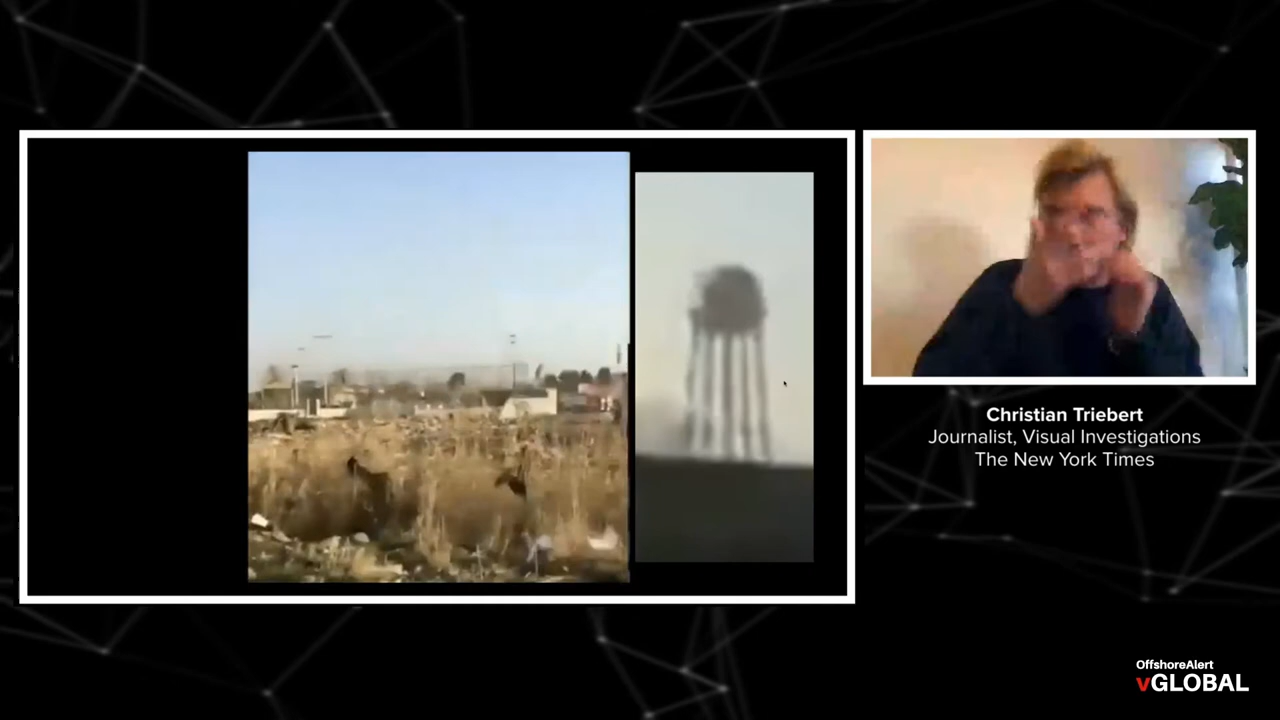 Christian Triebert
Journalist, Visual Investigations
The New York Times
OffshoreAlert
vGLOBAL